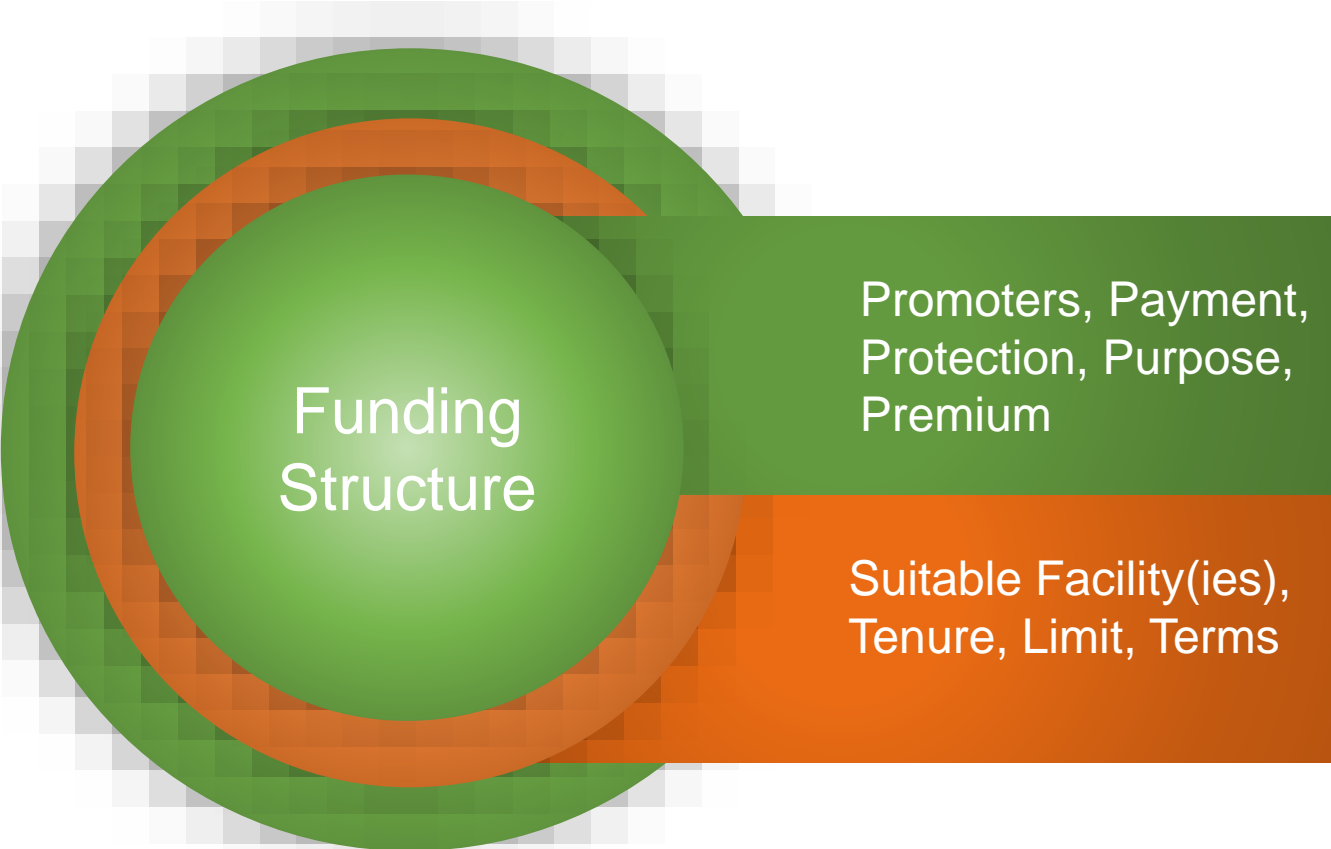 Funding
Structure
Promoters, Payment,
Protection, Purpose,
Premium
Suitable Facility(ies),
Tenure, Limit, Terms